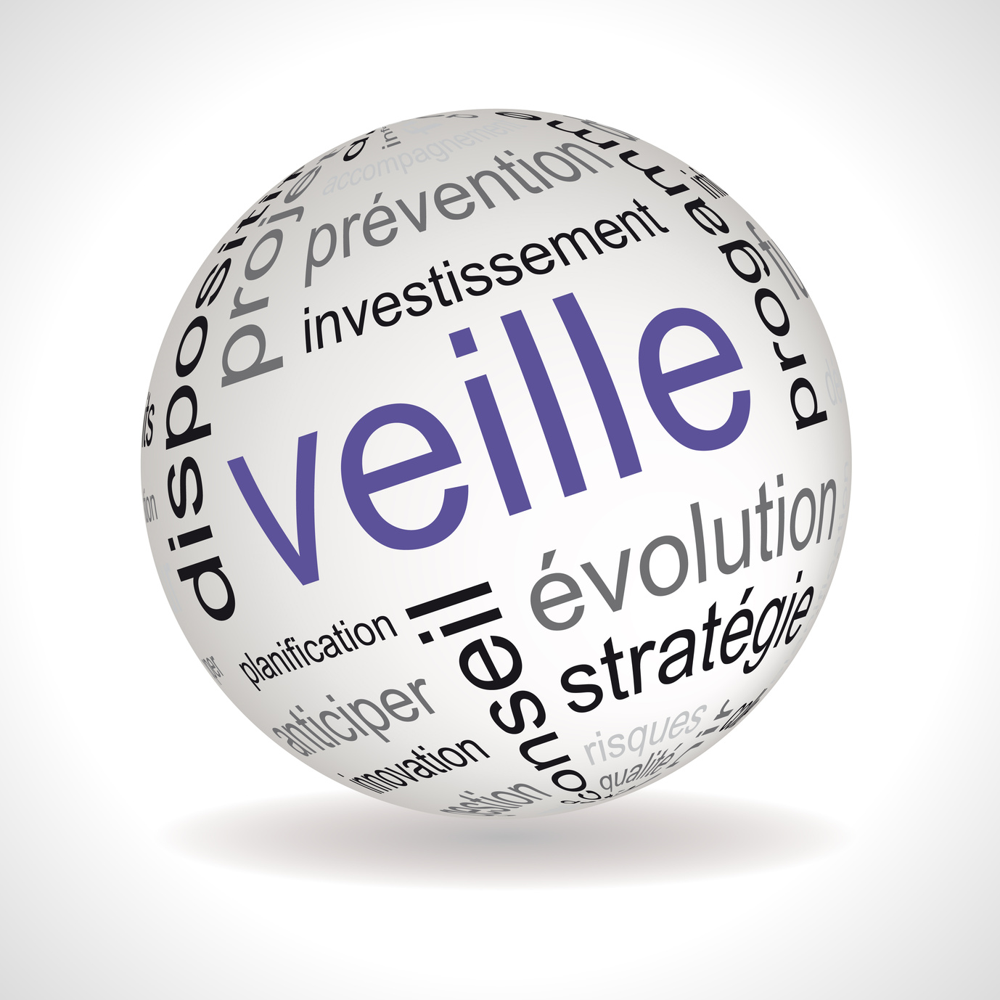 accompagnement
prévention
projet
investissement
dispositif
programme
veille
évolution
stratégie
planification
conseil
anticiper
innovation
risques
qualité